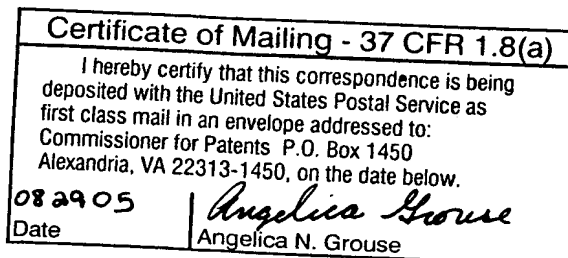 Certificate of Mailing - 37 CFR 1.8(a)
I hereby certify that this correspondence is being
deposited with the United States Postal Service as
first class mail in an envelope addressed to:
Commissioner for Patents P.O. Box 1450
Alexandria, VA 22313-1450, on the date below.
082905 Angelica Grouse
Date Angelica N. Grouse